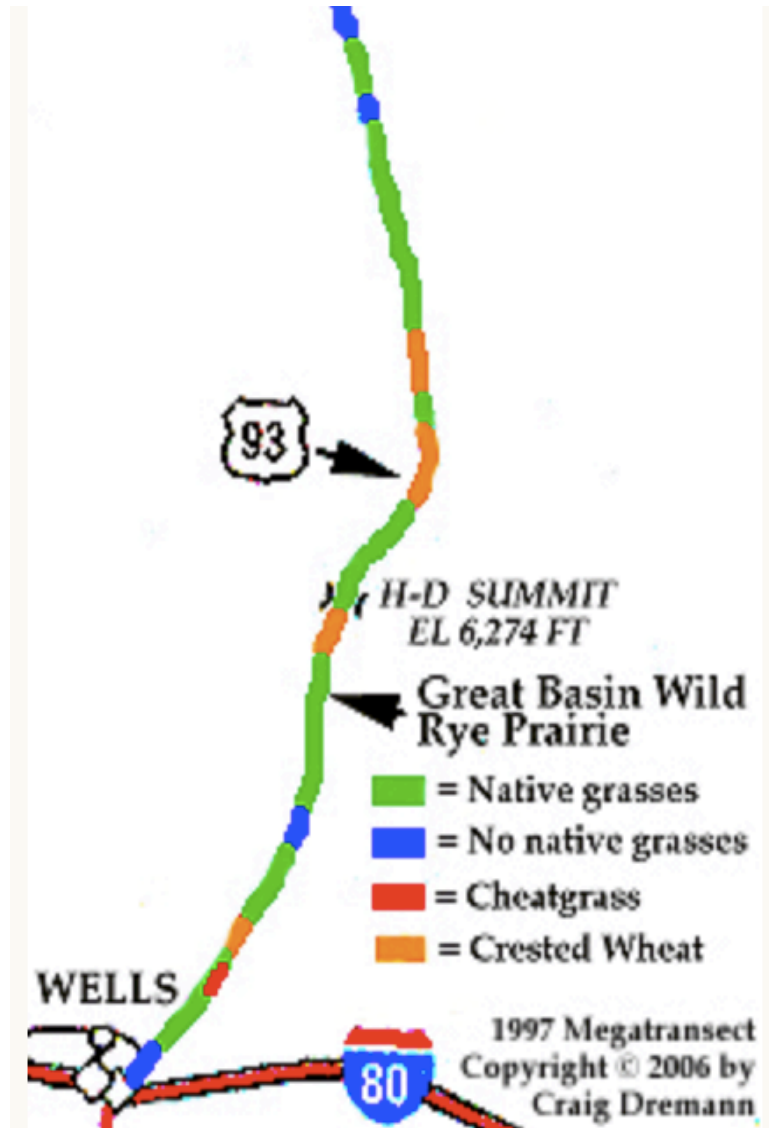 93
H-D SUMMIT
EL 6,274 FT
Great Basin Wild
Rye Prairie
= Native grasses
= No native grasses
= Cheatgrass
= Crested Wheat
WELLS
1997 Megatransect
Copyright © 2006 by
Craig Dremann
80